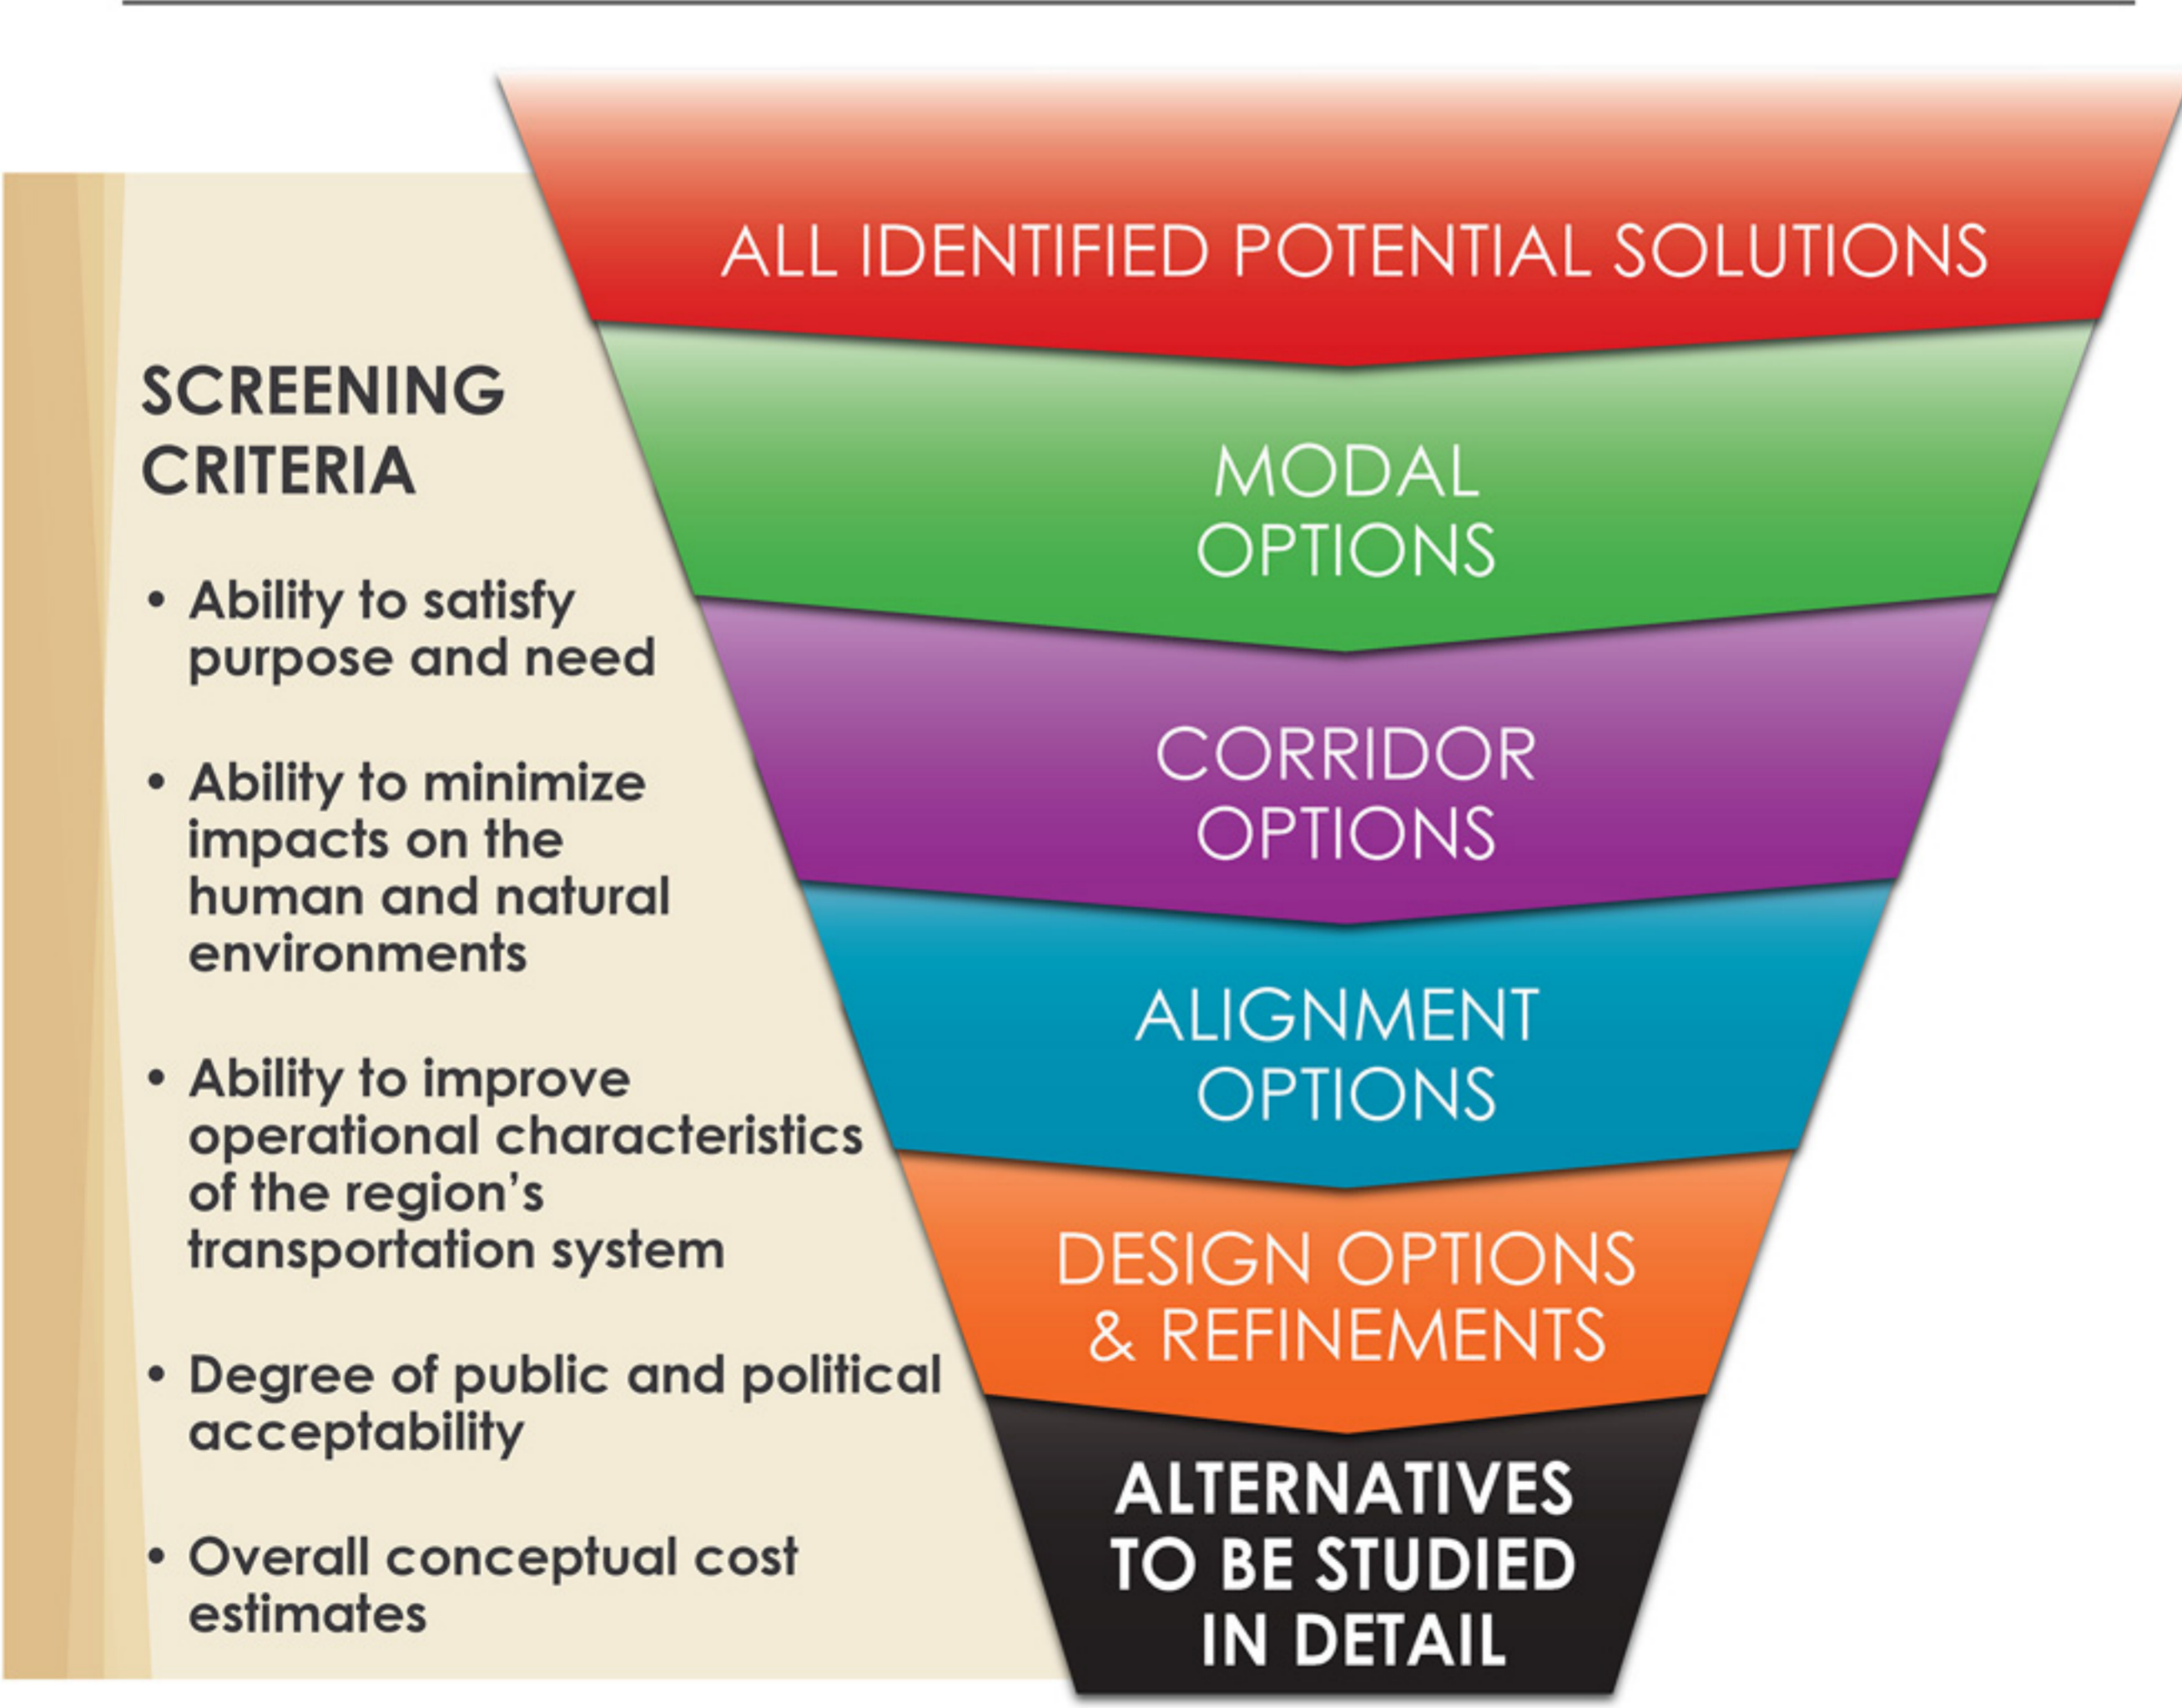 SCREENING
CRITERIA
• Ability to satisfy
purpose and need
• Ability to minimize
impacts on the
human and natural
environments
• Ability to improve
operational characteristics
of the region's
transportation system
• Degree of public and political
acceptability
• Overall conceptual cost
estimates
ALL IDENTIFIED POTENTIAL SOLUTIONS
MODAL
OPTIONS
CORRIDOR
OPTIONS
ALIGNMENT
OPTIONS
DESIGN OPTIONS
& REFINEMENTS
ALTERNATIVES
TO BE STUDIED
IN DETAIL